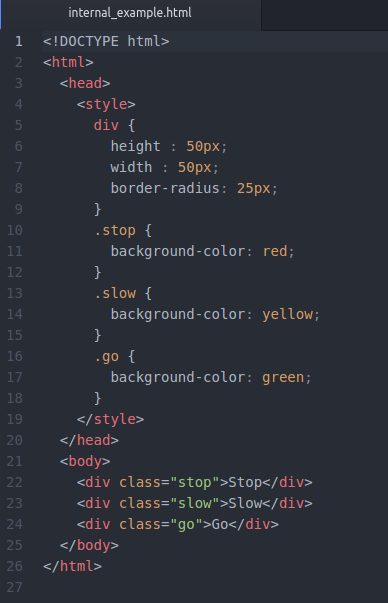 internal_example.html
1 <!DOCTYPE html>
2 <html>
3   <head>
4     <style>
5       div {
6         height : 50px;
7         width : 50px;
8         border-radius: 25px;
9       }
10       .stop {
11         background-color: red;
12       }
13       .slow {
14         background-color: yellow;
15       }
16       .go {
17         background-color: green;
18       }
19     </style>
20   </head>
21   <body>
22     <div class="stop">Stop</div>
23     <div class="slow">Slow</div>
24     <div class="go">Go</div>
25   </body>
26 </html>
27